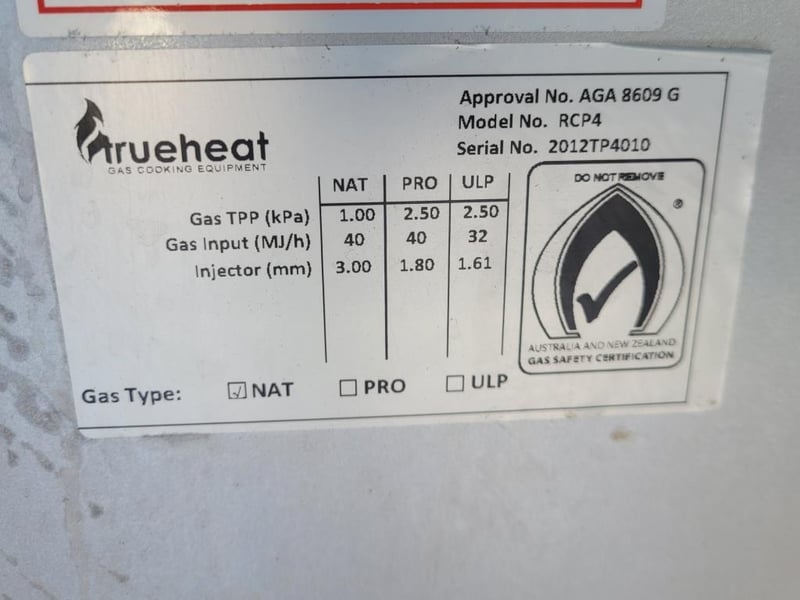 Approval No. AGA 8609 G
Model No. RCP4
Serial No. 2012TP4010
trueheat
GAS COOKING EQUIPMENT
NAT PRO ULP
Gas TPP (kPa) 1.00 2.50 2.50
Gas Input (MJ/h) 40 40 32
Injector (mm) 3.00 1.80 1.61
DO NOT REMOVE
®
AUSTRALIA AND NEW ZEALAND
GAS SAFETY CERTIFICATION
Gas Type: ☑ NAT ☐ PRO ☐ ULP